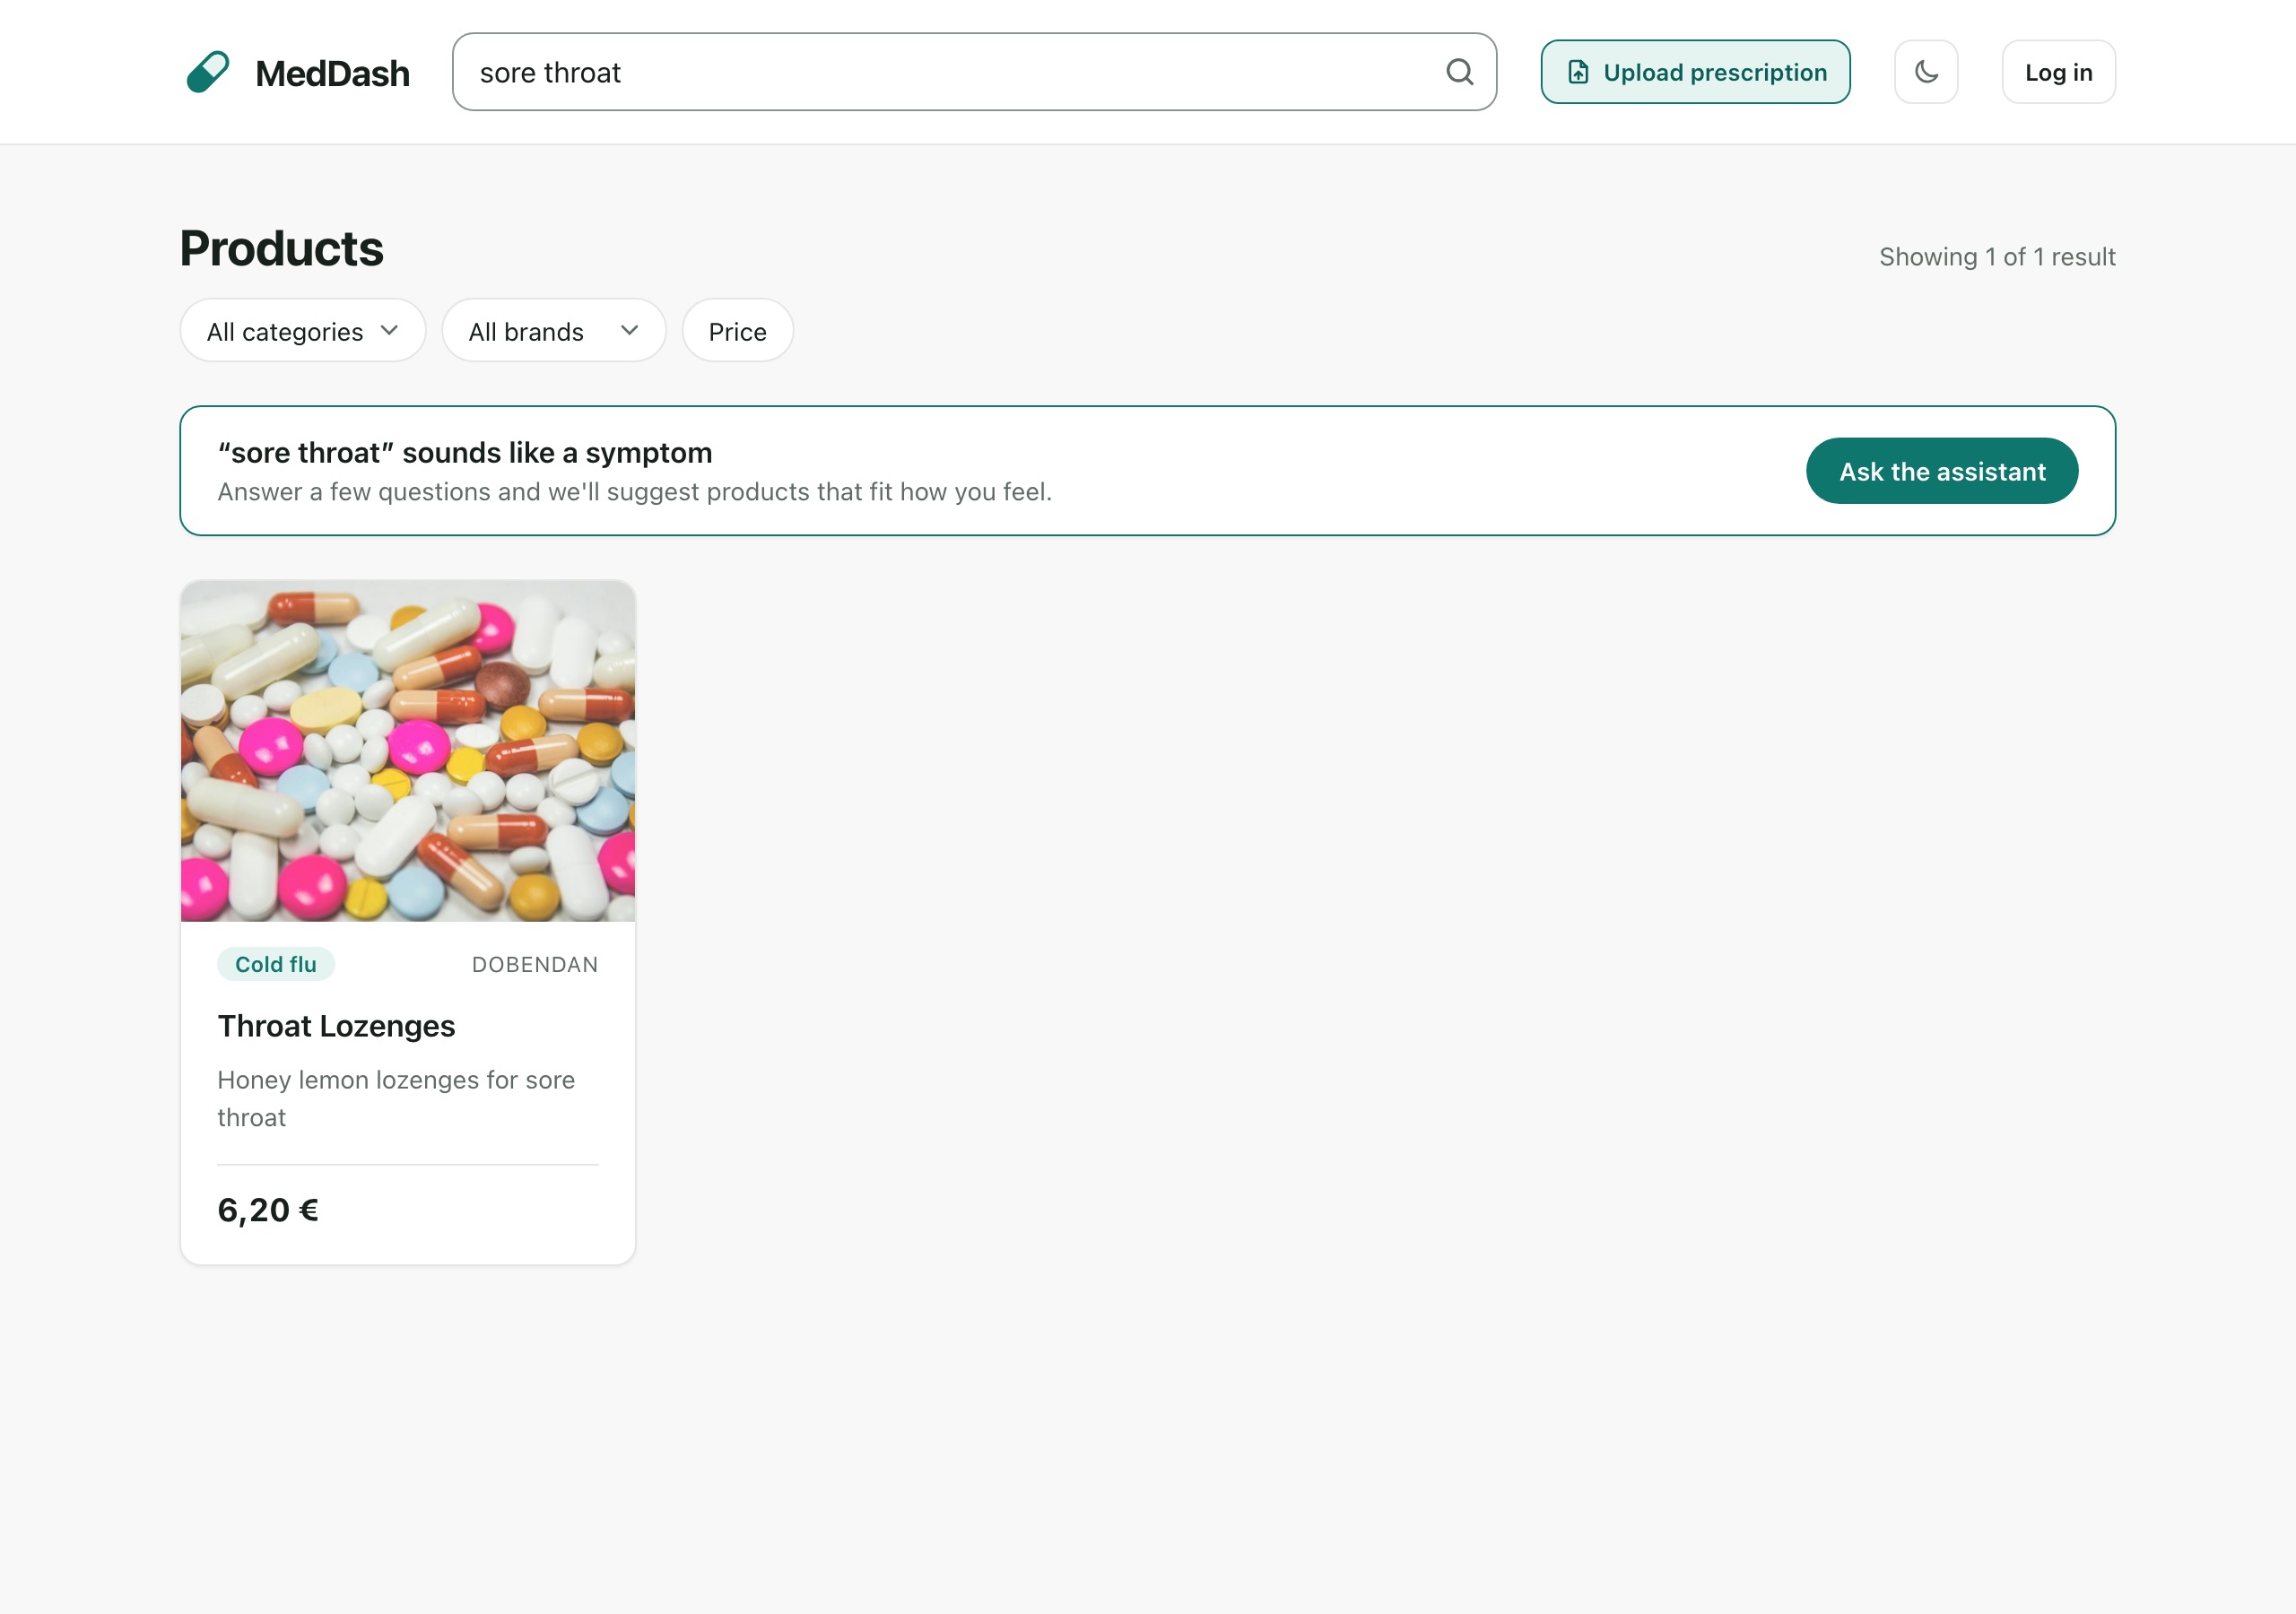 MedDash
sore throat
Upload prescription
Log in
Products
Showing 1 of 1 result
All categories
All brands
Price
“sore throat” sounds like a symptom
Answer a few questions and we'll suggest products that fit how you feel.
Ask the assistant
Cold flu
DOBENDAN
Throat Lozenges
Honey lemon lozenges for sore
throat
6,20 €